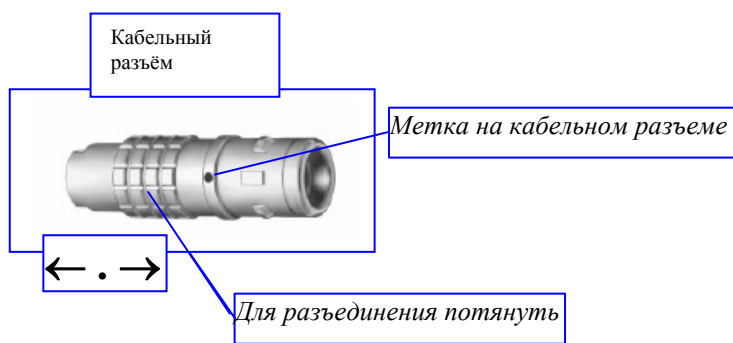 Кабельный
разъём
Метка на кабельном разъеме
← . →
Для разъединения потянуть